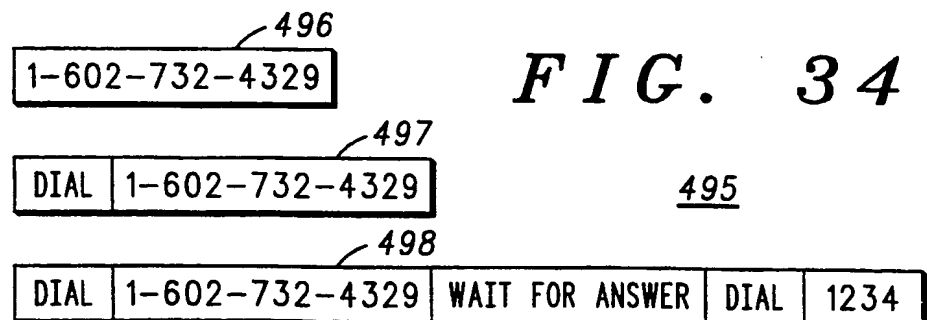 496
1-602-732-4329
FIG. 34
497
DIAL 1-602-732-4329
495
498
DIAL 1-602-732-4329 WAIT FOR ANSWER DIAL 1234